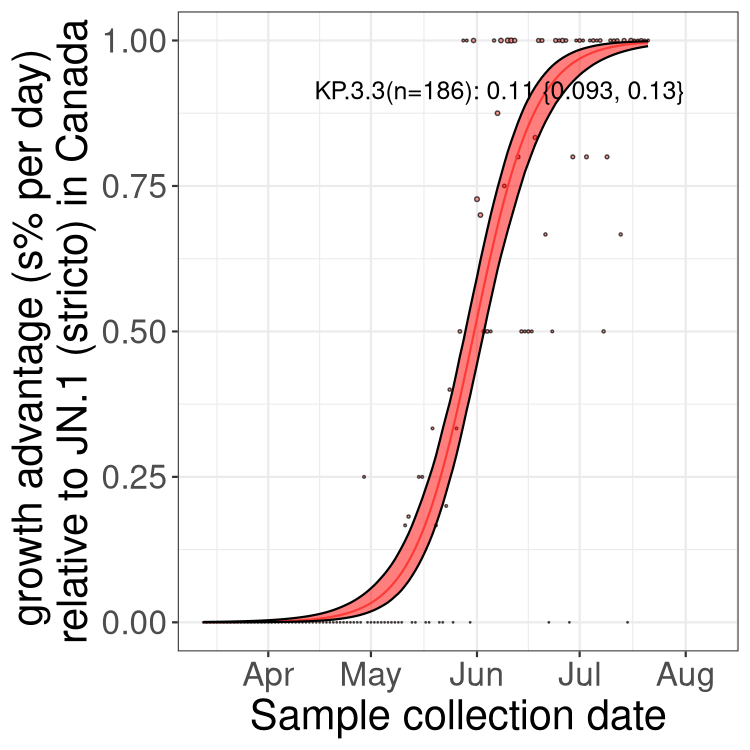 growth advantage (s% per day)
relative to JN.1 (stricto) in Canada
1.00
0.75
0.50
0.25
0.00
KP.3.3(n=186): 0.11 {0.093, 0.13}
Apr May Jun Jul Aug
Sample collection date